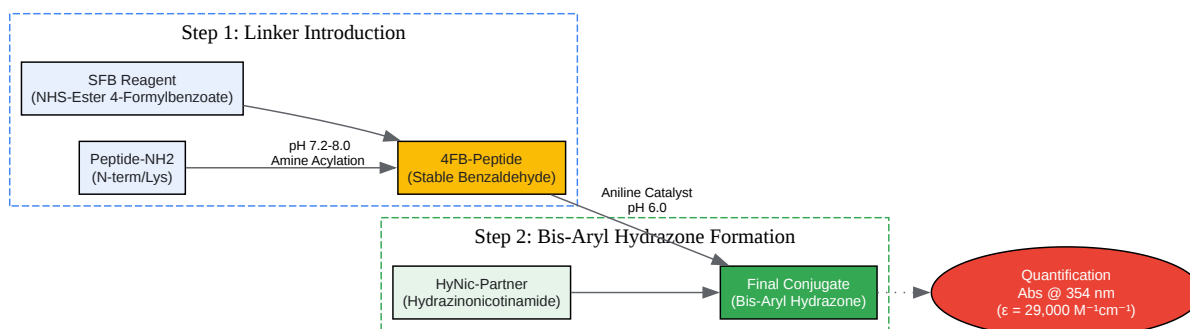 Step 1: Linker Introduction
SFB Reagent
(NHS-Ester 4-Formylbenzoate)
Peptide-NH2
(N-term/Lys)
pH 7.2-8.0
Amine Acylation
4FB-Peptide
(Stable Benzaldehyde)
Aniline Catalyst
pH 6.0
Step 2: Bis-Aryl Hydrazone Formation
HyNic-Partner
(Hydrazinonicotinamide)
Final Conjugate
(Bis-Aryl Hydrazone)
Quantification
Abs @ 354 nm
(ε = 29,000 M⁻¹cm⁻¹)